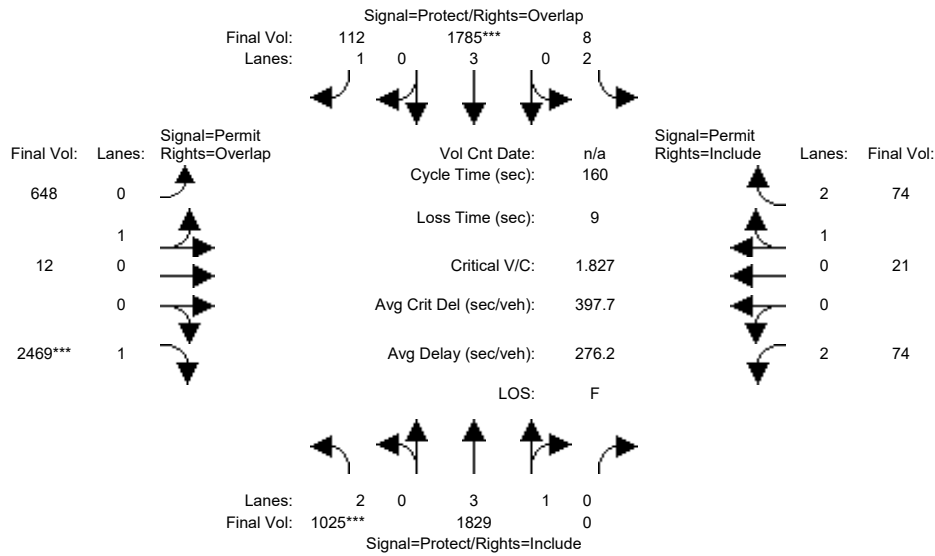 Signal=Protect/Rights=Overlap
Final Vol: 112 1785*** 8
Lanes: 1 0 3 0 2
Signal=Permit
Rights=Overlap
Final Vol: Lanes:
Vol Cnt Date: n/a
Cycle Time (sec): 160
Signal=Permit
Rights=Include
Lanes: Final Vol:
648 0
2 74
Loss Time (sec): 9
1
1
12 0
Critical V/C: 1.827
0 21
0
Avg Crit Del (sec/veh): 397.7
0
2469*** 1
Avg Delay (sec/veh): 276.2
2 74
LOS: F
Lanes: 2 0 3 1 0
Final Vol: 1025*** 1829 0
Signal=Protect/Rights=Include